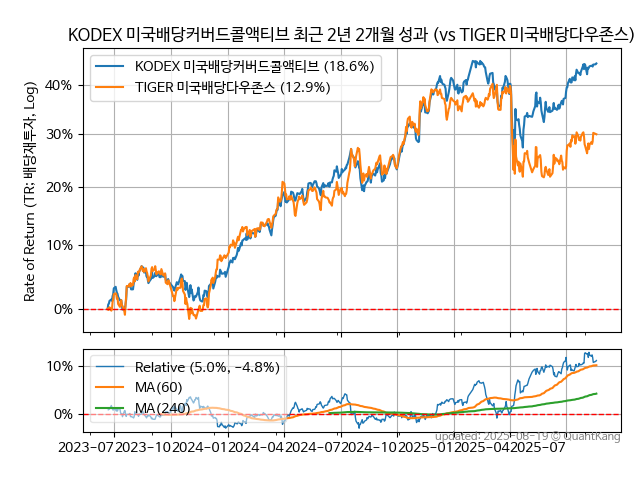 KODEX 미국배당커버드콜액티브 최근 2년 2개월 성과 (vs TIGER 미국배당다우존스)
KODEX 미국배당커버드콜액티브 (18.6%)
TIGER 미국배당다우존스 (12.9%)
Rate of Return (TR: 배당재투자, Log)
40%
30%
20%
10%
0%
Relative (5.0%, −4.8%)
MA(60)
MA(240)
10%
0%
2023-07
2023-10
2024-01
2024-04
2024-07
2024-10
2025-01
2025-04
2025-07
updated: 2025-08-19 © QuantKang